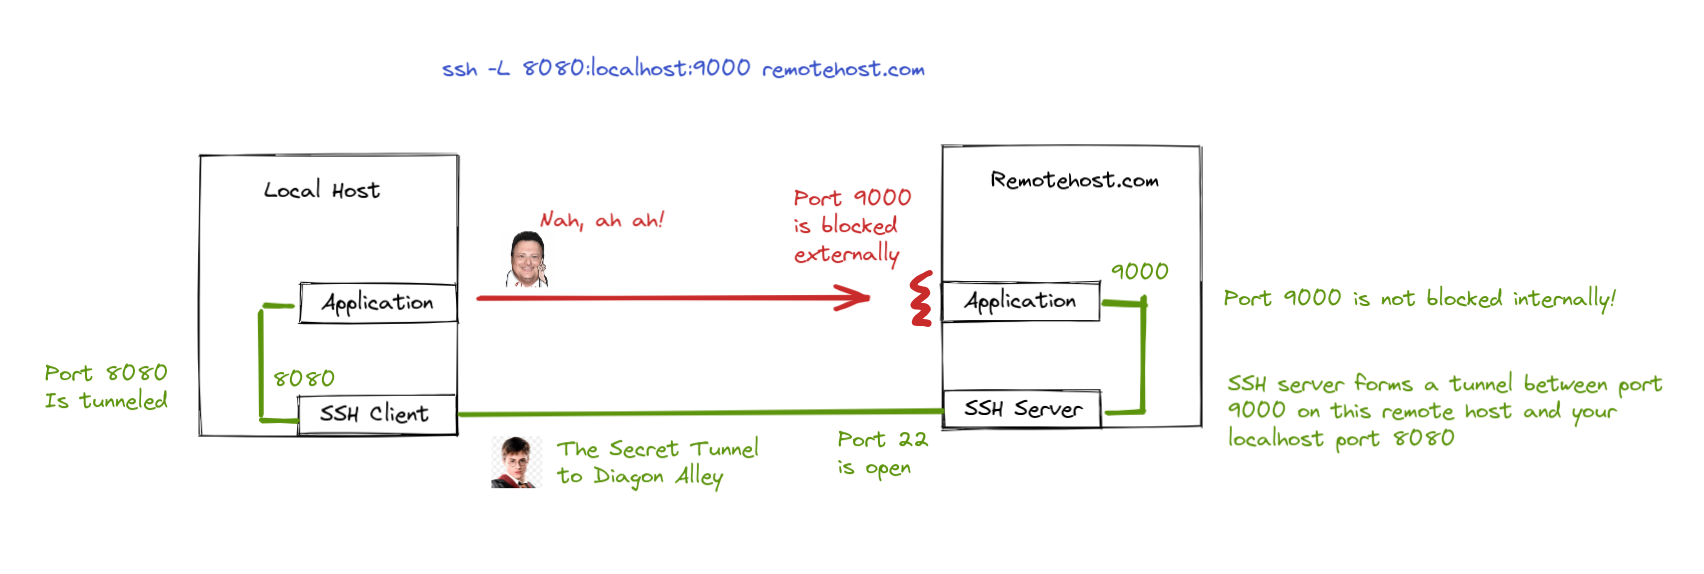 ssh -L 8080:localhost:9000 remotehost.com
Local Host
Remotehost.com
Nah, ah ah!
Port 9000
is blocked
externally
9000
Application
Application
Port 9000 is not blocked internally!
Port 8080
Is tunneled
8080
SSH Client
SSH Server
SSH server forms a tunnel between port
9000 on this remote host and your
localhost port 8080
The Secret Tunnel
to Diagon Alley
Port 22
is open